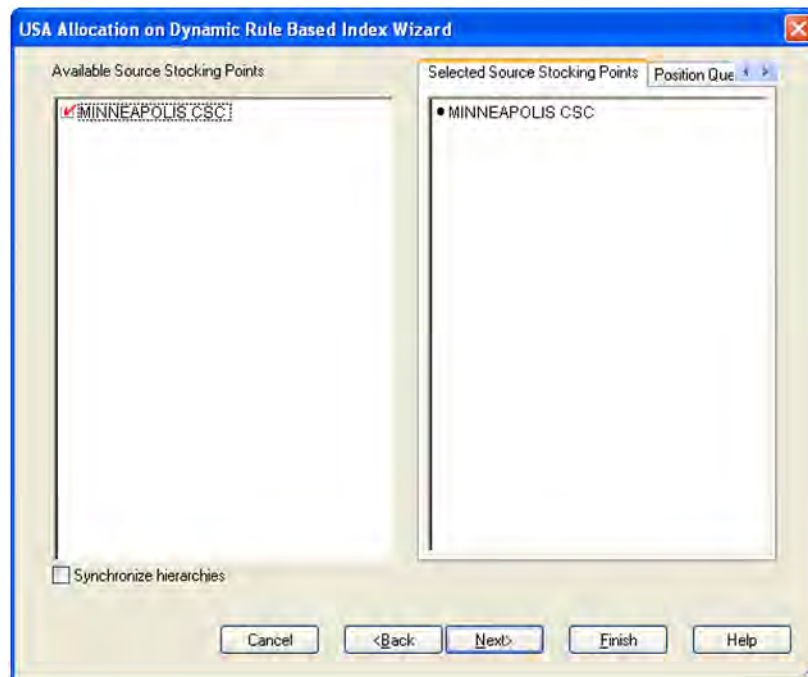 USA Allocation on Dynamic Rule Based Index Wizard
Available Source Stocking Points
Selected Source Stocking Points
Position Que
MINNEAPOLIS CSC
MINNEAPOLIS CSC
Synchronize hierarchies
Cancel
<Back
Next>
Finish
Help